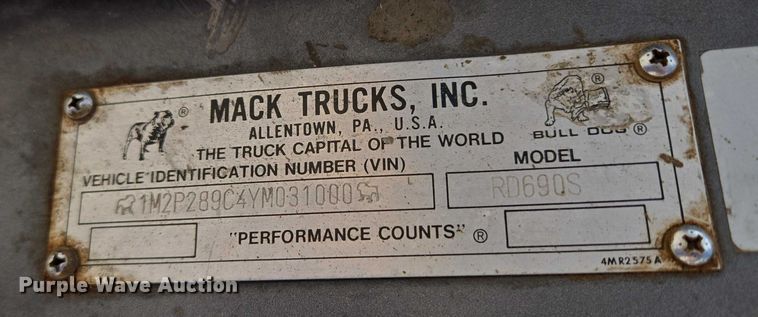 MACK TRUCKS, INC.
ALLENTOWN, PA., U.S.A.
THE TRUCK CAPITAL OF THE WORLD
®
®
BULL DOG ®
VEHICLE IDENTIFICATION NUMBER (VIN)
MODEL
1M2P289C4YM031000
RD690S
"PERFORMANCE COUNTS" ®
4MR2575A
Purple Wave Auction